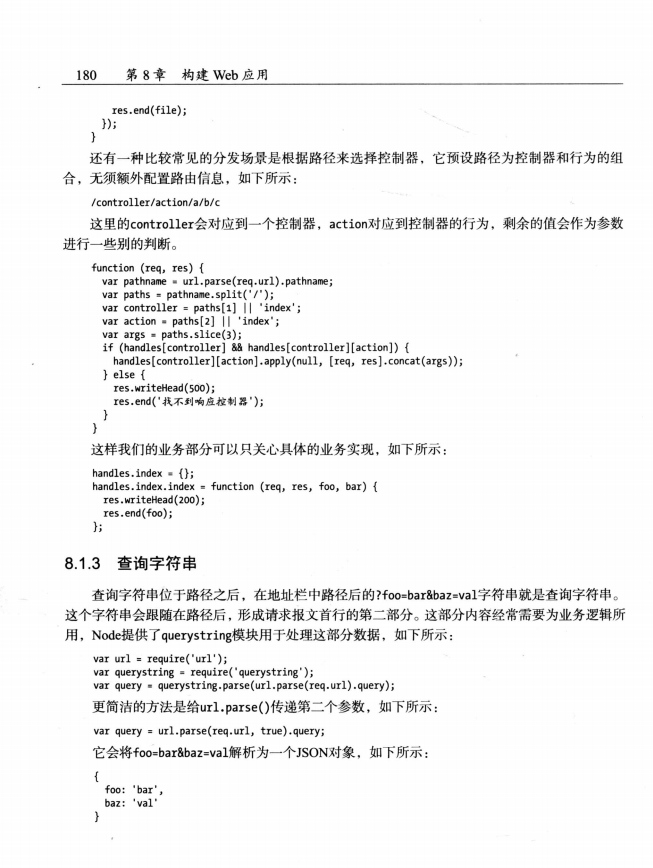 180 第 8 章 构建 Web 应用
res.end(file);
});
}
还有一种比较常见的分发场景是根据路径来选择控制器，它预设路径为控制器和行为的组
合，无须额外配置路由信息，如下所示：
/controller/action/a/b/c
这里的controller会对应到一个控制器，action对应到控制器的行为，剩余的值会作为参数
进行一些别的判断。
function (req, res) {
var pathname = url.parse(req.url).pathname;
var paths = pathname.split('/');
var controller = paths[1] || 'index';
var action = paths[2] || 'index';
var args = paths.slice(3);
if (handles[controller] && handles[controller][action]) {
handles[controller][action].apply(null, [req, res].concat(args));
} else {
res.writeHead(500);
res.end('找不到响应控制器');
}
}
这样我们的业务部分可以只关心具体的业务实现，如下所示：
handles.index = {};
handles.index.index = function (req, res, foo, bar) {
res.writeHead(200);
res.end(foo);
};
8.1.3 查询字符串
查询字符串位于路径之后，在地址栏中路径后的?foo=bar&baz=val字符串就是查询字符串。
这个字符串会跟随在路径后，形成请求报文首行的第二部分。这部分内容经常需要为业务逻辑所
用，Node提供了querystring模块用于处理这部分数据，如下所示：
var url = require('url');
var querystring = require('querystring');
var query = querystring.parse(url.parse(req.url).query);
更简洁的方法是给url.parse()传递第二个参数，如下所示：
var query = url.parse(req.url, true).query;
它会将foo=bar&baz=val解析为一个JSON对象，如下所示：
{
foo: 'bar',
baz: 'val'
}